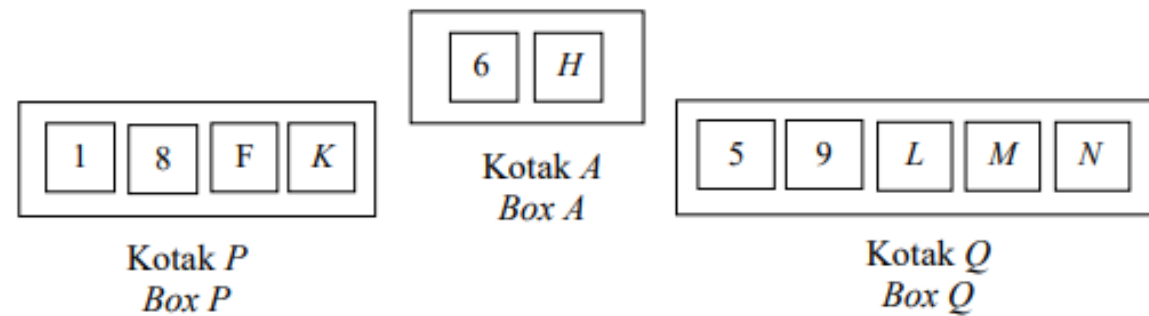 6 H
1 8 F K
5 9 L M N
Kotak A
Box A
Kotak P
Box P
Kotak Q
Box Q